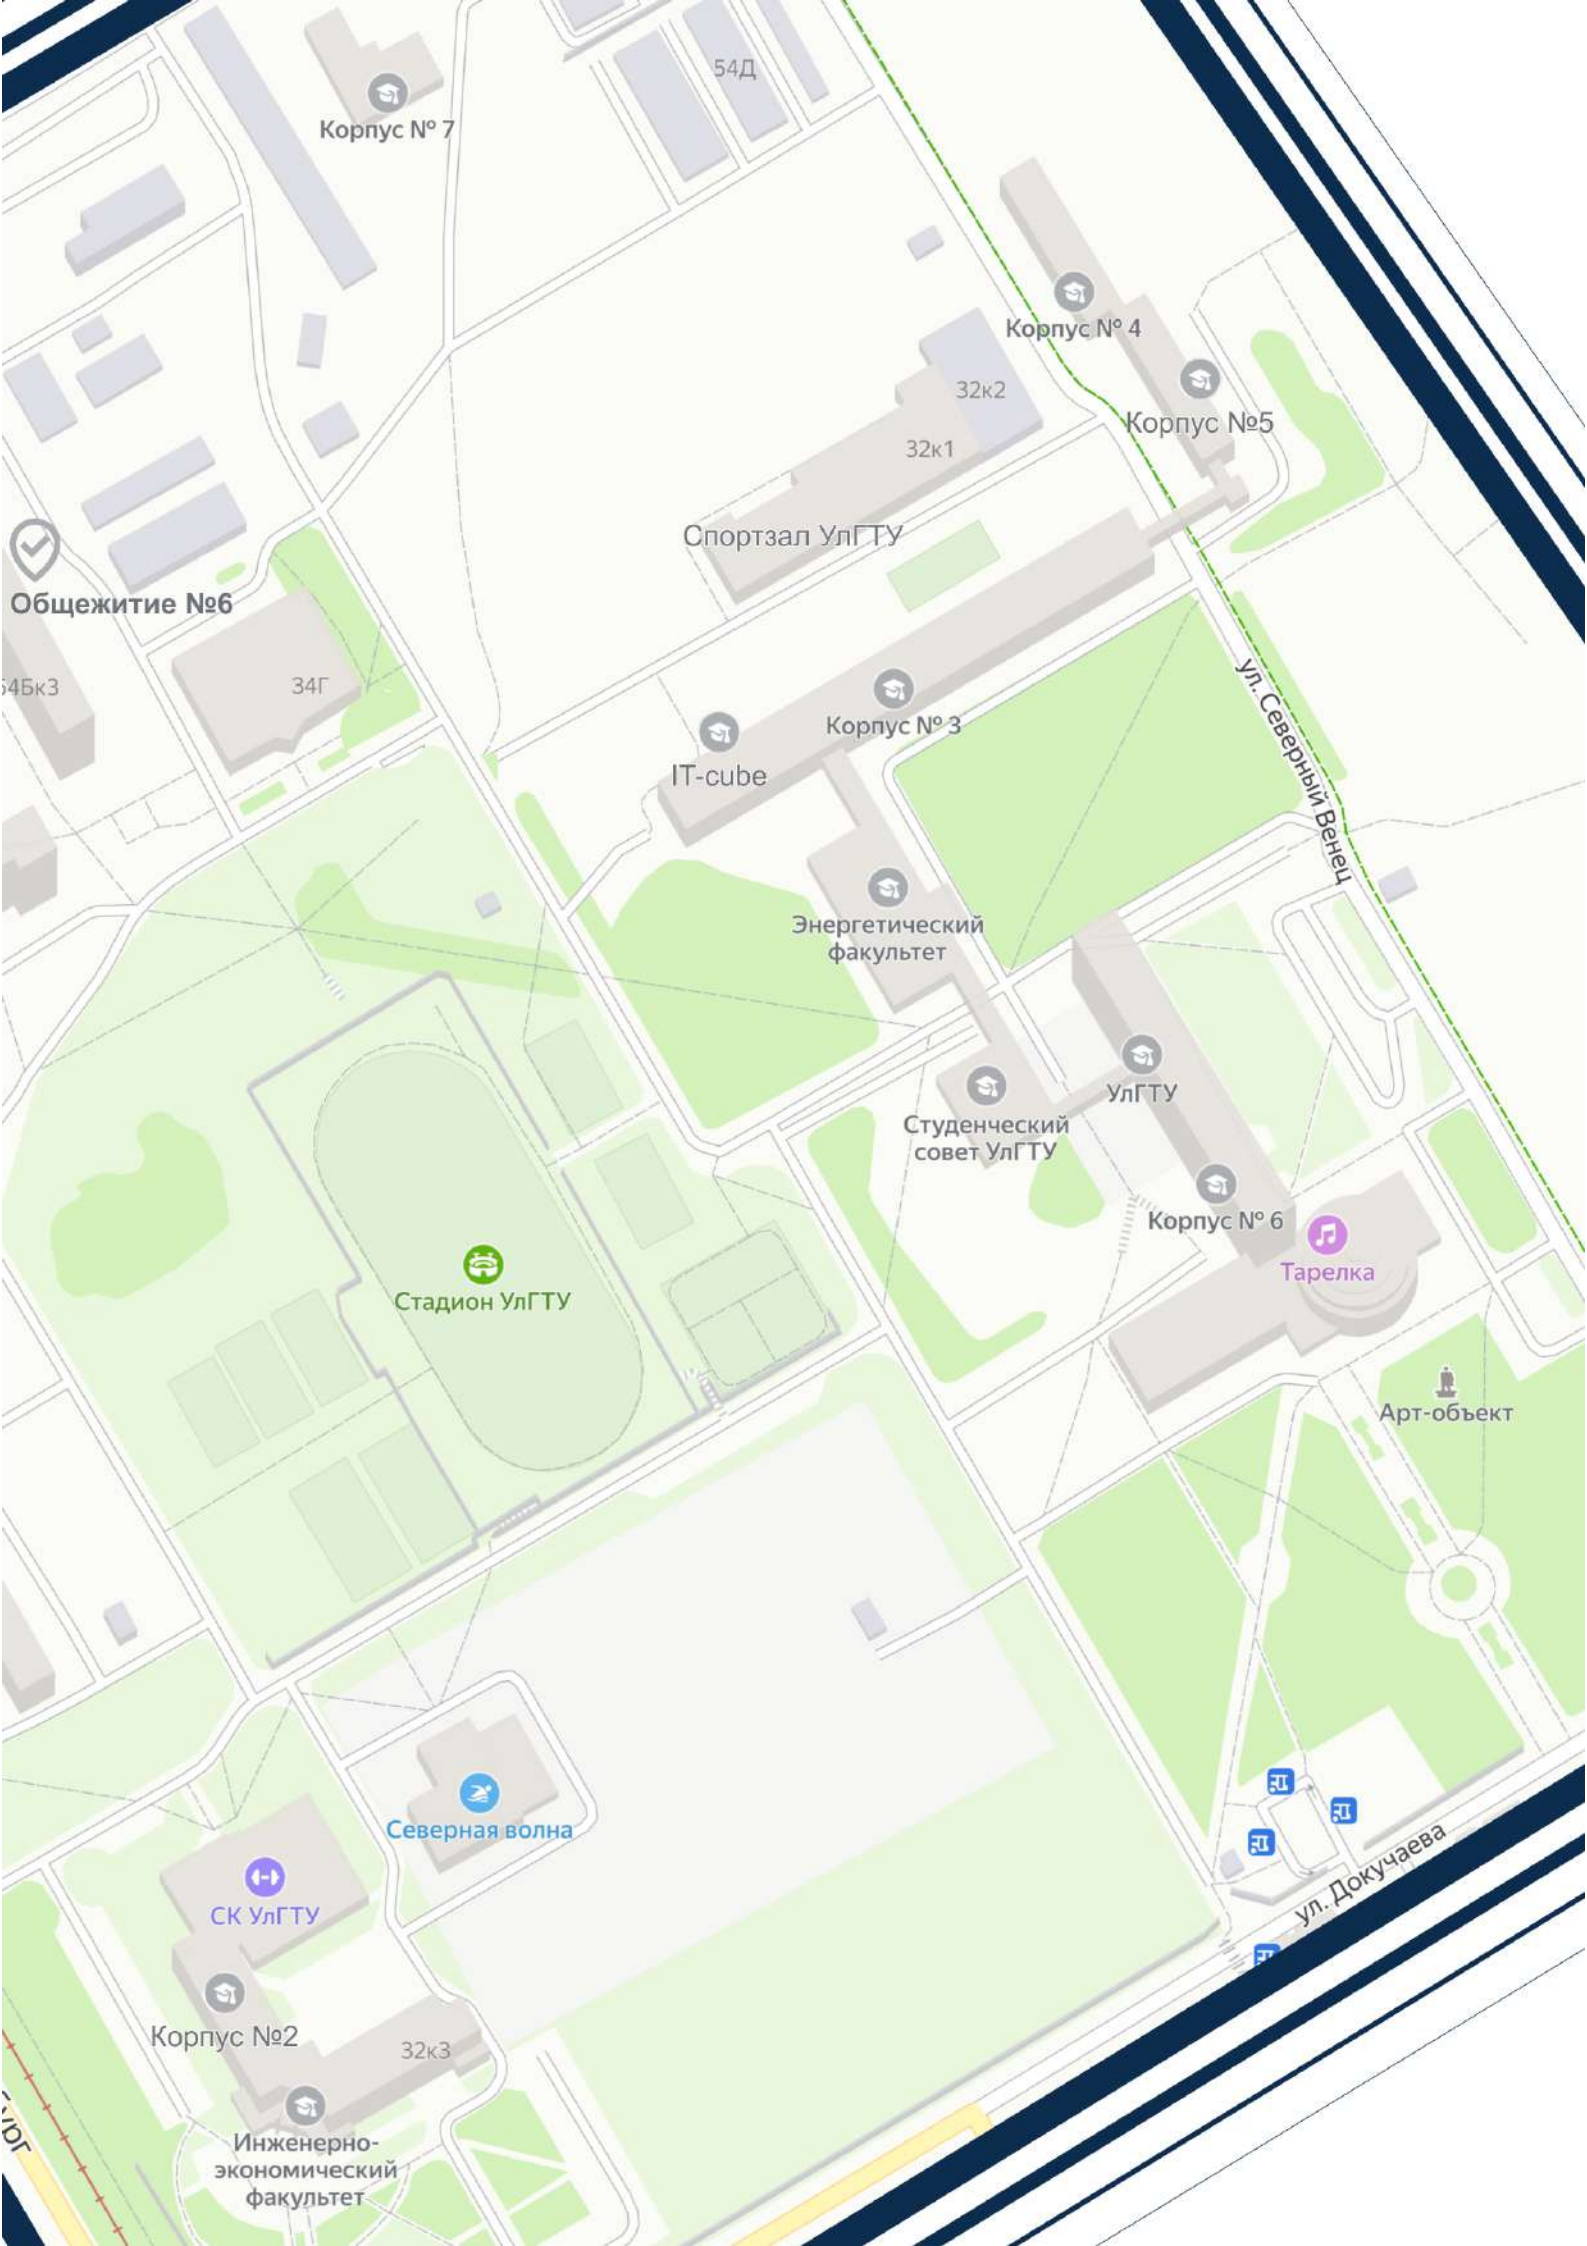 54Д
Корпус № 7
Корпус № 4
32к2
Корпус №5
32к1
Спортзал УлГТУ
Общежитие №6
54Бк3
34Г
ул. Северный Венец
Корпус № 3
IT-cube
Энергетический
факультет
УлГТУ
Студенческий
совет УлГТУ
Корпус № 6
Тарелка
Стадион УлГТУ
Арт-объект
Северная волна
ул. Докучаева
СК УлГТУ
Корпус №2
32к3
Инженерно-
экономический
факультет